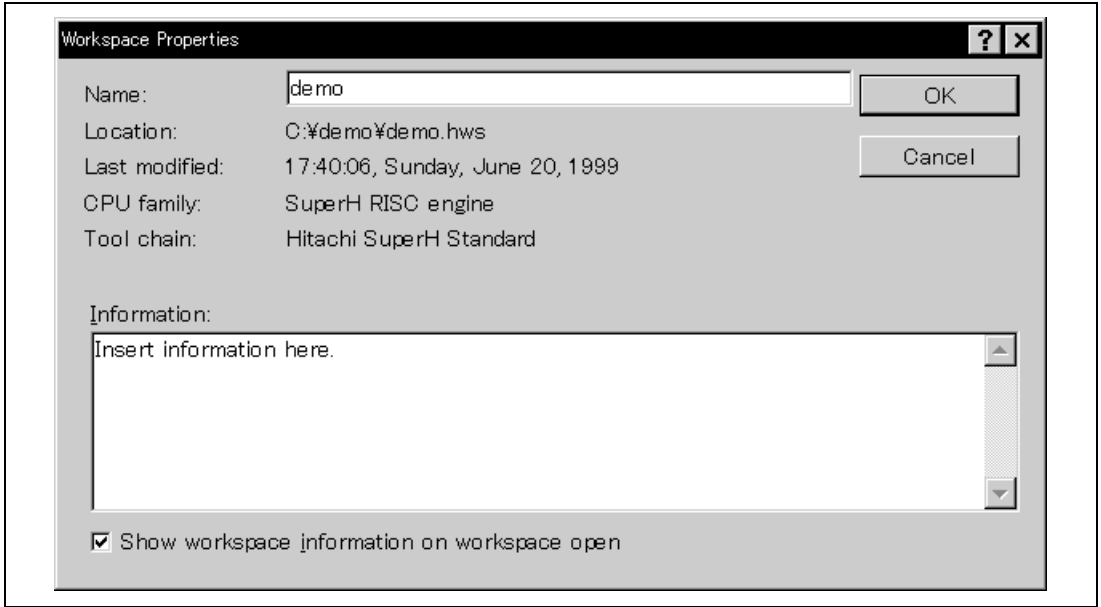 Workspace Properties
Name: demo OK
Location: C:¥demo¥demo.hws
Last modified: 17:40:06, Sunday, June 20, 1999 Cancel
CPU family: SuperH RISC engine
Tool chain: Hitachi SuperH Standard
Information:
Insert information here.
Show workspace information on workspace open